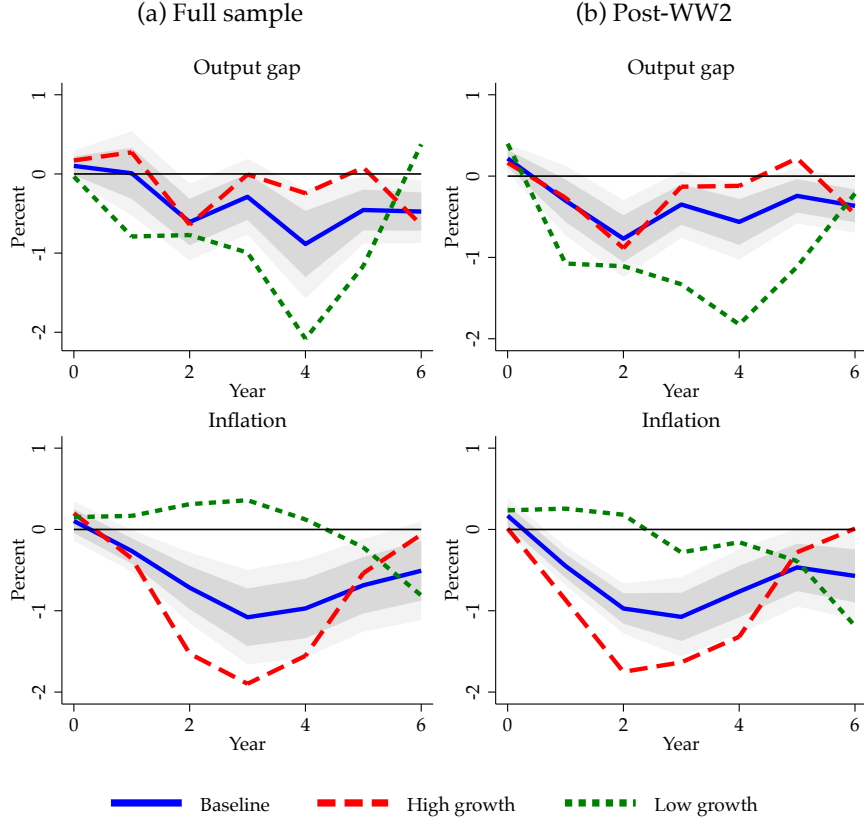 (a) Full sample
(b) Post-WW2
Output gap
Output gap
1
0
-1
-2
Percent
0
2
4
6
Year
1
0
-1
-2
Percent
0
2
4
6
Year
Inflation
Inflation
1
0
-1
-2
Percent
0
2
4
6
Year
1
0
-1
-2
Percent
0
2
4
6
Year
Baseline
High growth
Low growth